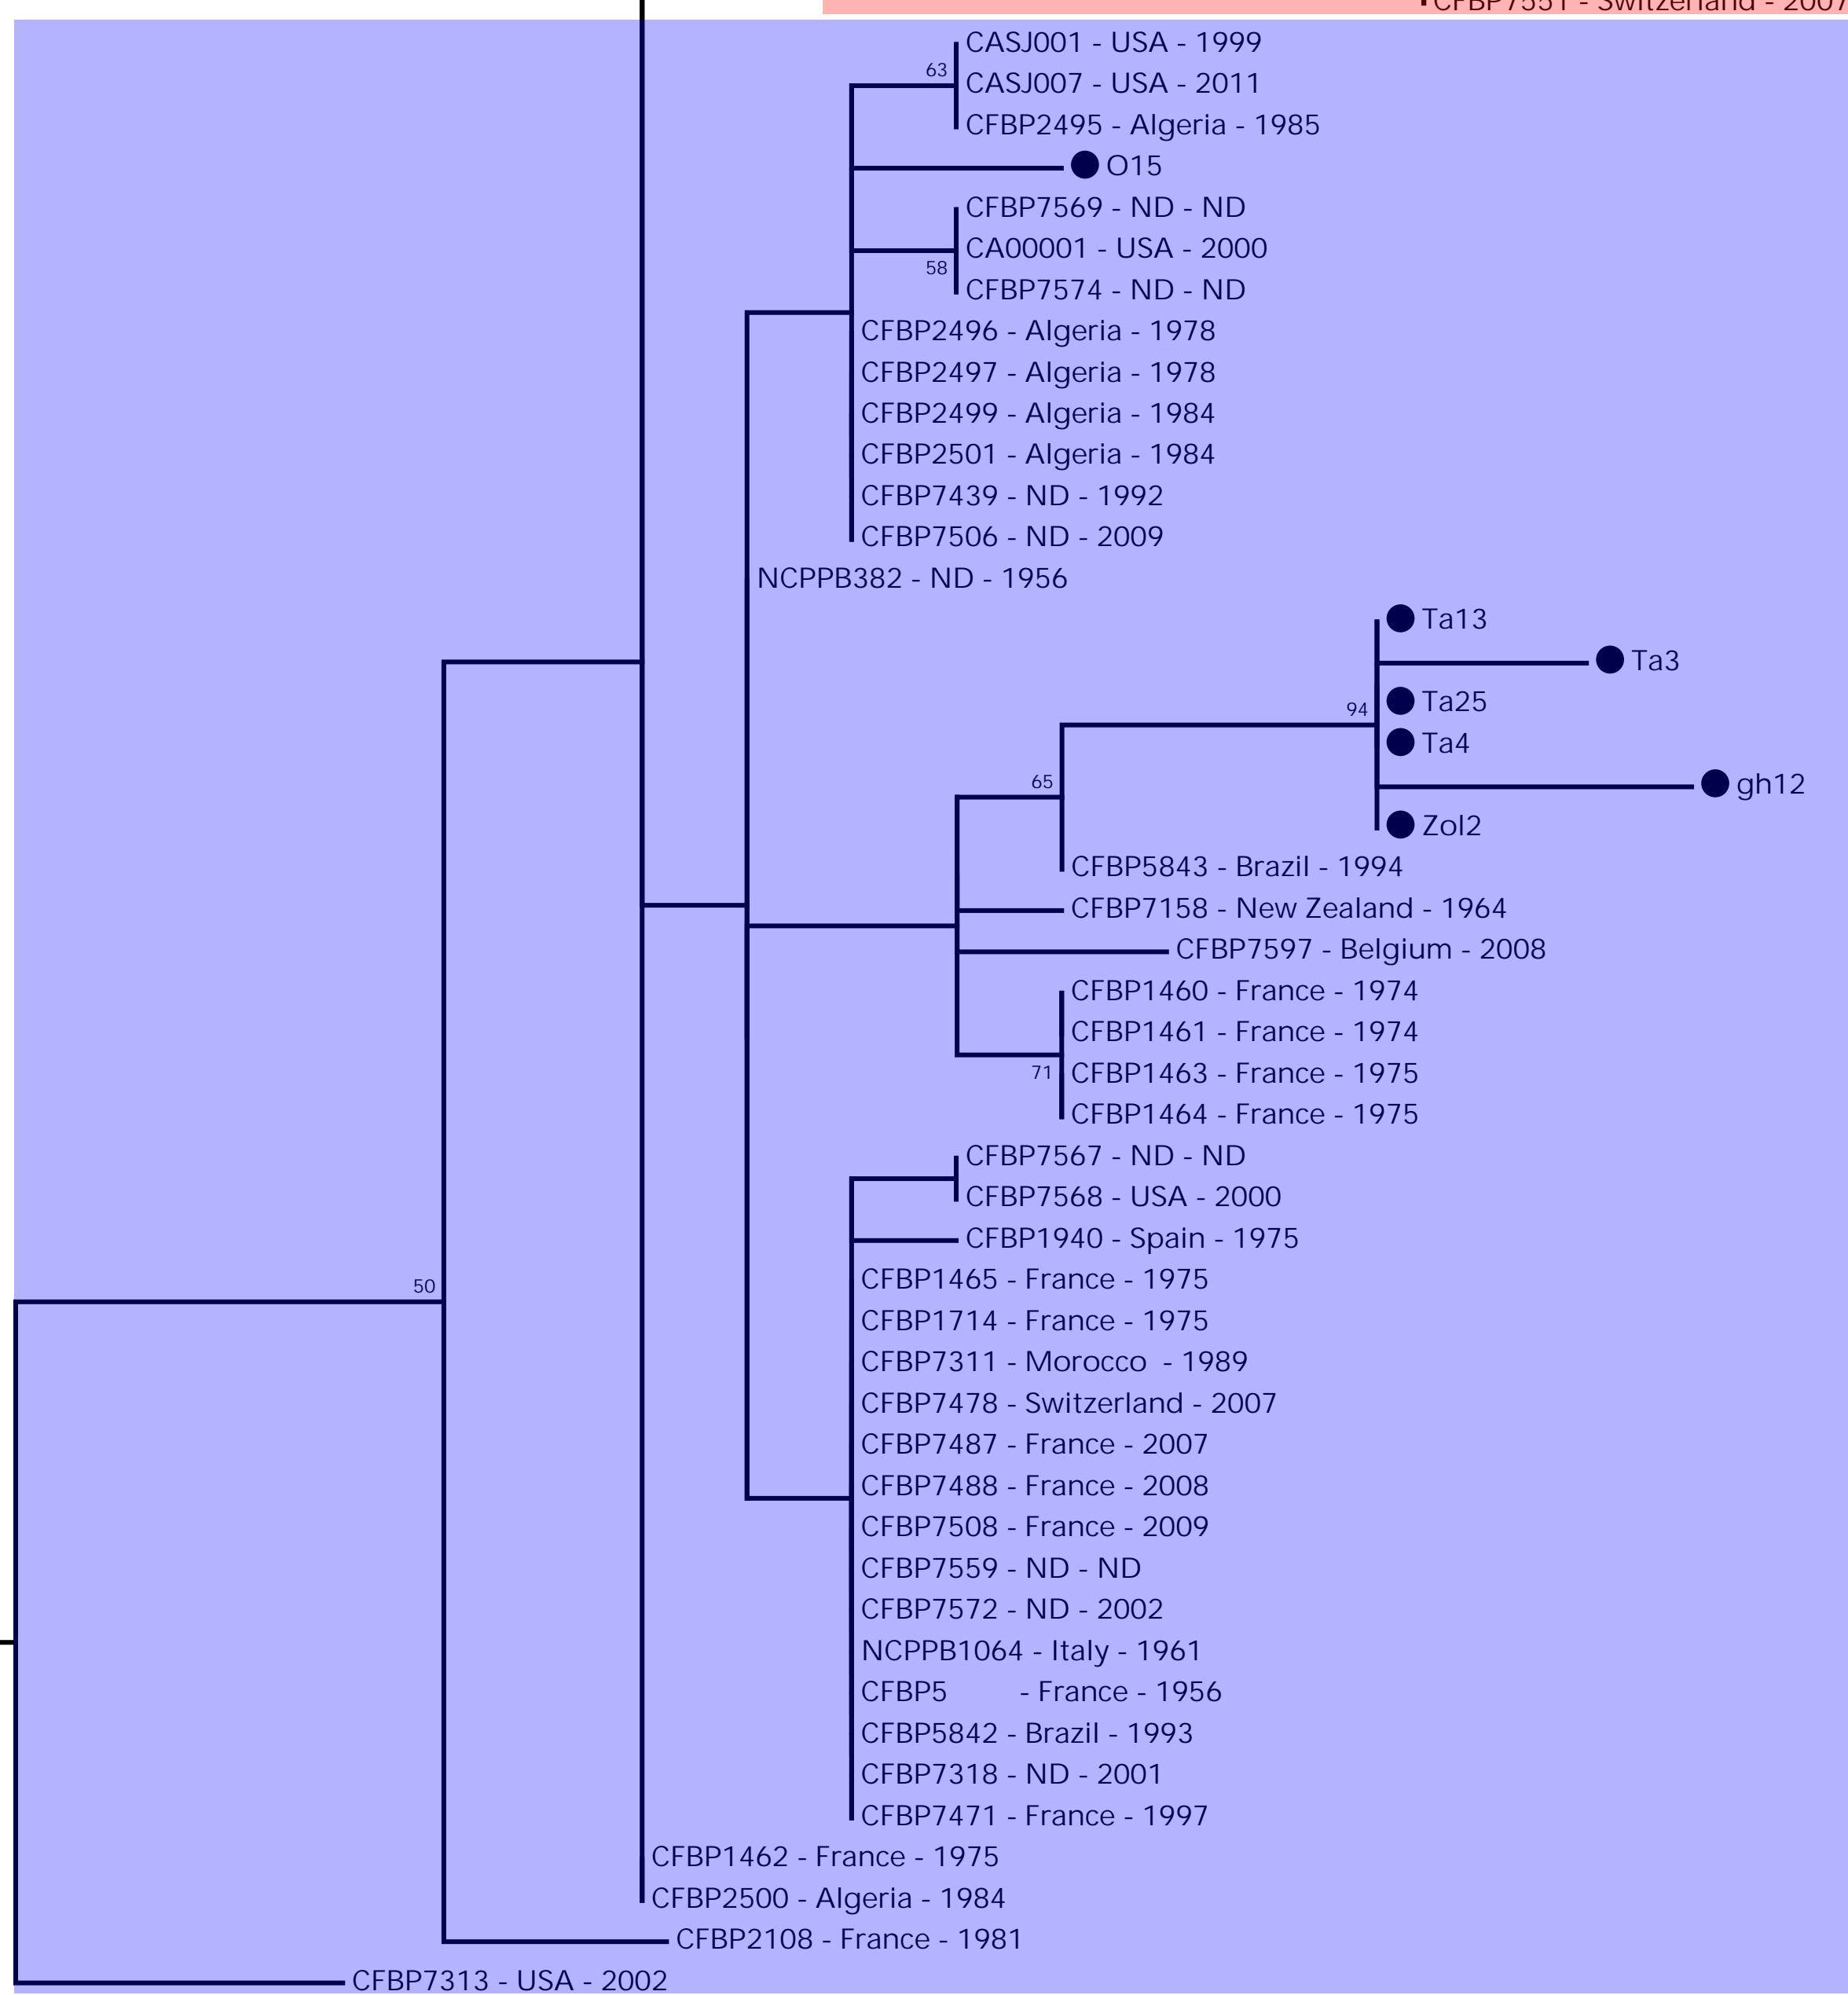 CFBP7551 - Switzerland - 2007
CASJ001 - USA - 1999
63
CASJ007 - USA - 2011
CFBP2495 - Algeria - 1985
O15
CFBP7569 - ND - ND
CA00001 - USA - 2000
58
CFBP7574 - ND - ND
CFBP2496 - Algeria - 1978
CFBP2497 - Algeria - 1978
CFBP2499 - Algeria - 1984
CFBP2501 - Algeria - 1984
CFBP7439 - ND - 1992
CFBP7506 - ND - 2009
NCPPB382 - ND - 1956
Ta13
Ta3
Ta25
94
Ta4
65
gh12
Zol2
CFBP5843 - Brazil - 1994
CFBP7158 - New Zealand - 1964
CFBP7597 - Belgium - 2008
CFBP1460 - France - 1974
CFBP1461 - France - 1974
71
CFBP1463 - France - 1975
CFBP1464 - France - 1975
CFBP7567 - ND - ND
CFBP7568 - USA - 2000
CFBP1940 - Spain - 1975
50
CFBP1465 - France - 1975
CFBP1714 - France - 1975
CFBP7311 - Morocco - 1989
CFBP7478 - Switzerland - 2007
CFBP7487 - France - 2007
CFBP7488 - France - 2008
CFBP7508 - France - 2009
CFBP7559 - ND - ND
CFBP7572 - ND - 2002
NCPPB1064 - Italy - 1961
CFBP5 - France - 1956
CFBP5842 - Brazil - 1993
CFBP7318 - ND - 2001
CFBP7471 - France - 1997
CFBP1462 - France - 1975
CFBP2500 - Algeria - 1984
CFBP2108 - France - 1981
CFBP7313 - USA - 2002